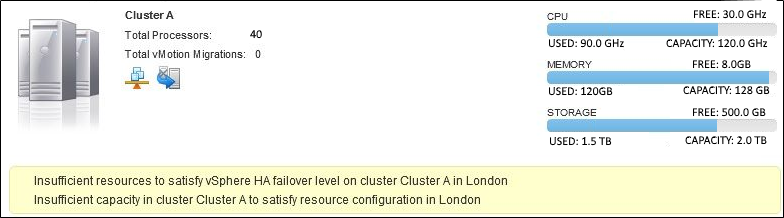 Cluster A
Total Processors: 40
Total vMotion Migrations: 0
CPU FREE: 30.0 GHz
USED: 90.0 GHz CAPACITY: 120.0 GHz
MEMORY FREE: 8.0GB
USED: 120GB CAPACITY: 128 GB
STORAGE FREE: 500.0 GB
USED: 1.5 TB CAPACITY: 2.0 TB
Insufficient resources to satisfy vSphere HA failover level on cluster Cluster A in London
Insufficient capacity in cluster Cluster A to satisfy resource configuration in London